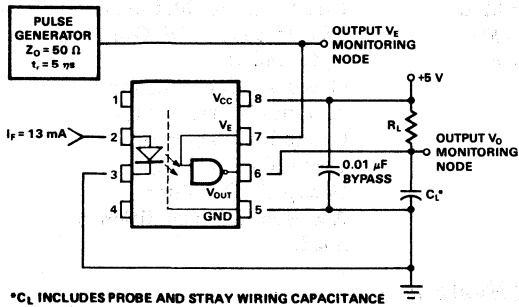 PULSE
GENERATOR
Z₀ = 50 Ω
tᵣ = 5 ηs
OUTPUT V_E
MONITORING
NODE
+5 V
1
V_CC
8
R_L
I_F = 13 mA
2
V_E
7
OUTPUT V_O
MONITORING
NODE
3
6
0.01 μF
BYPASS
V_OUT
C_L*
4
GND
5
*C_L INCLUDES PROBE AND STRAY WIRING CAPACITANCE